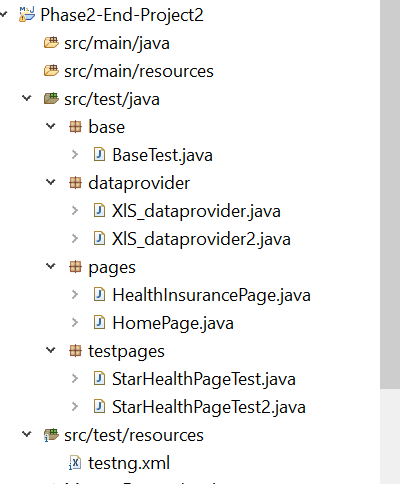 Phase2-End-Project2
src/main/java
src/main/resources
src/test/java
base
BaseTest.java
dataprovider
XlS_dataprovider.java
XlS_dataprovider2.java
pages
HealthInsurancePage.java
HomePage.java
testpages
StarHealthPageTest.java
StarHealthPageTest2.java
src/test/resources
testng.xml